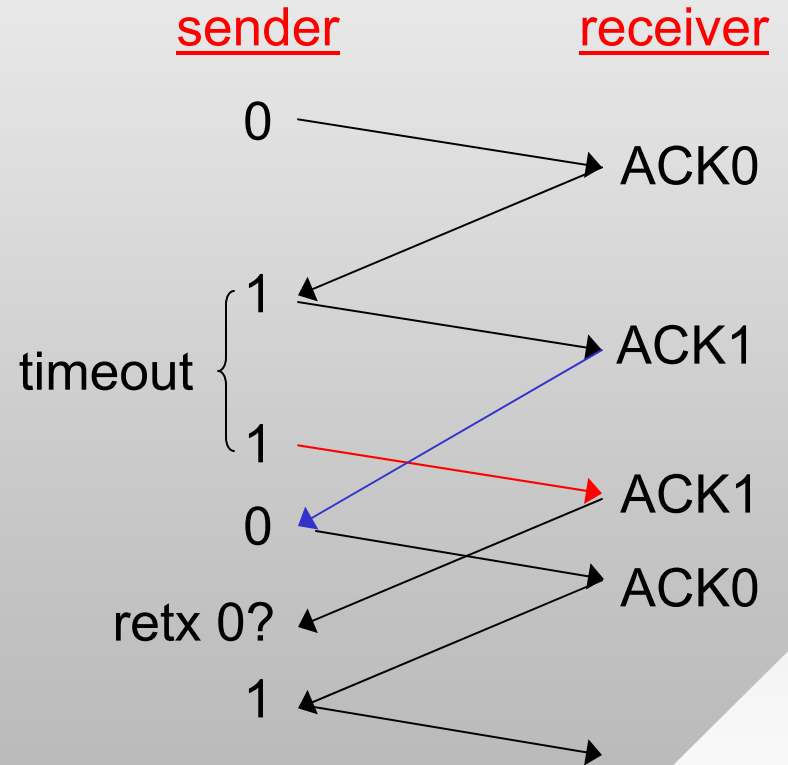 sender receiver
0
ACK0
1
ACK1
timeout
1
ACK1
0
ACK0
retx 0?
1